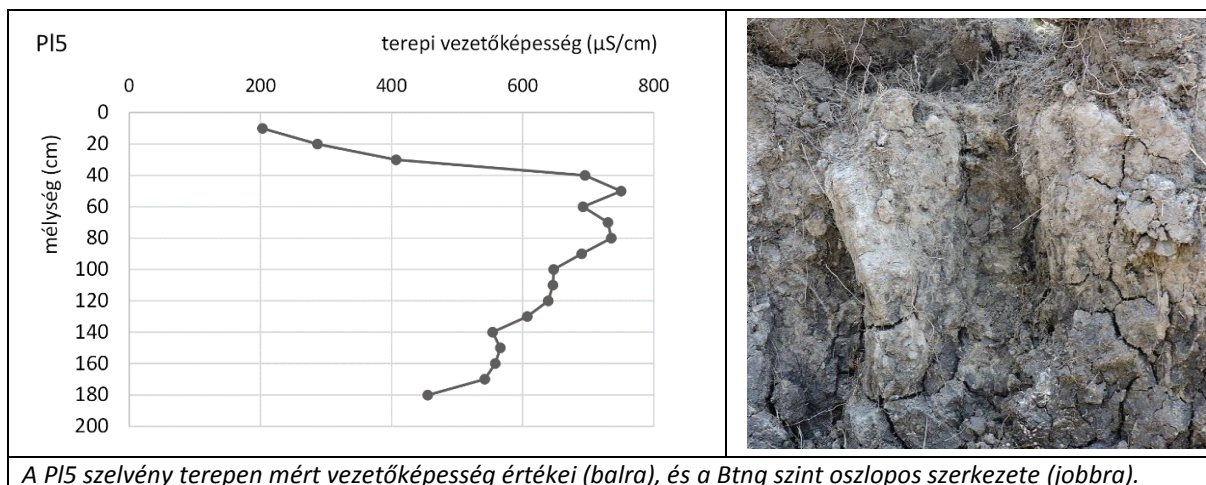 Pl5
terepi vezetőképesség (µS/cm)
0 200 400 600 800
mélység (cm)
0
20
40
60
80
100
120
140
160
180
200
A Pl5 szelvény terepen mért vezetőképesség értékei (balra), és a Btng szint oszlopos szerkezete (jobbra).